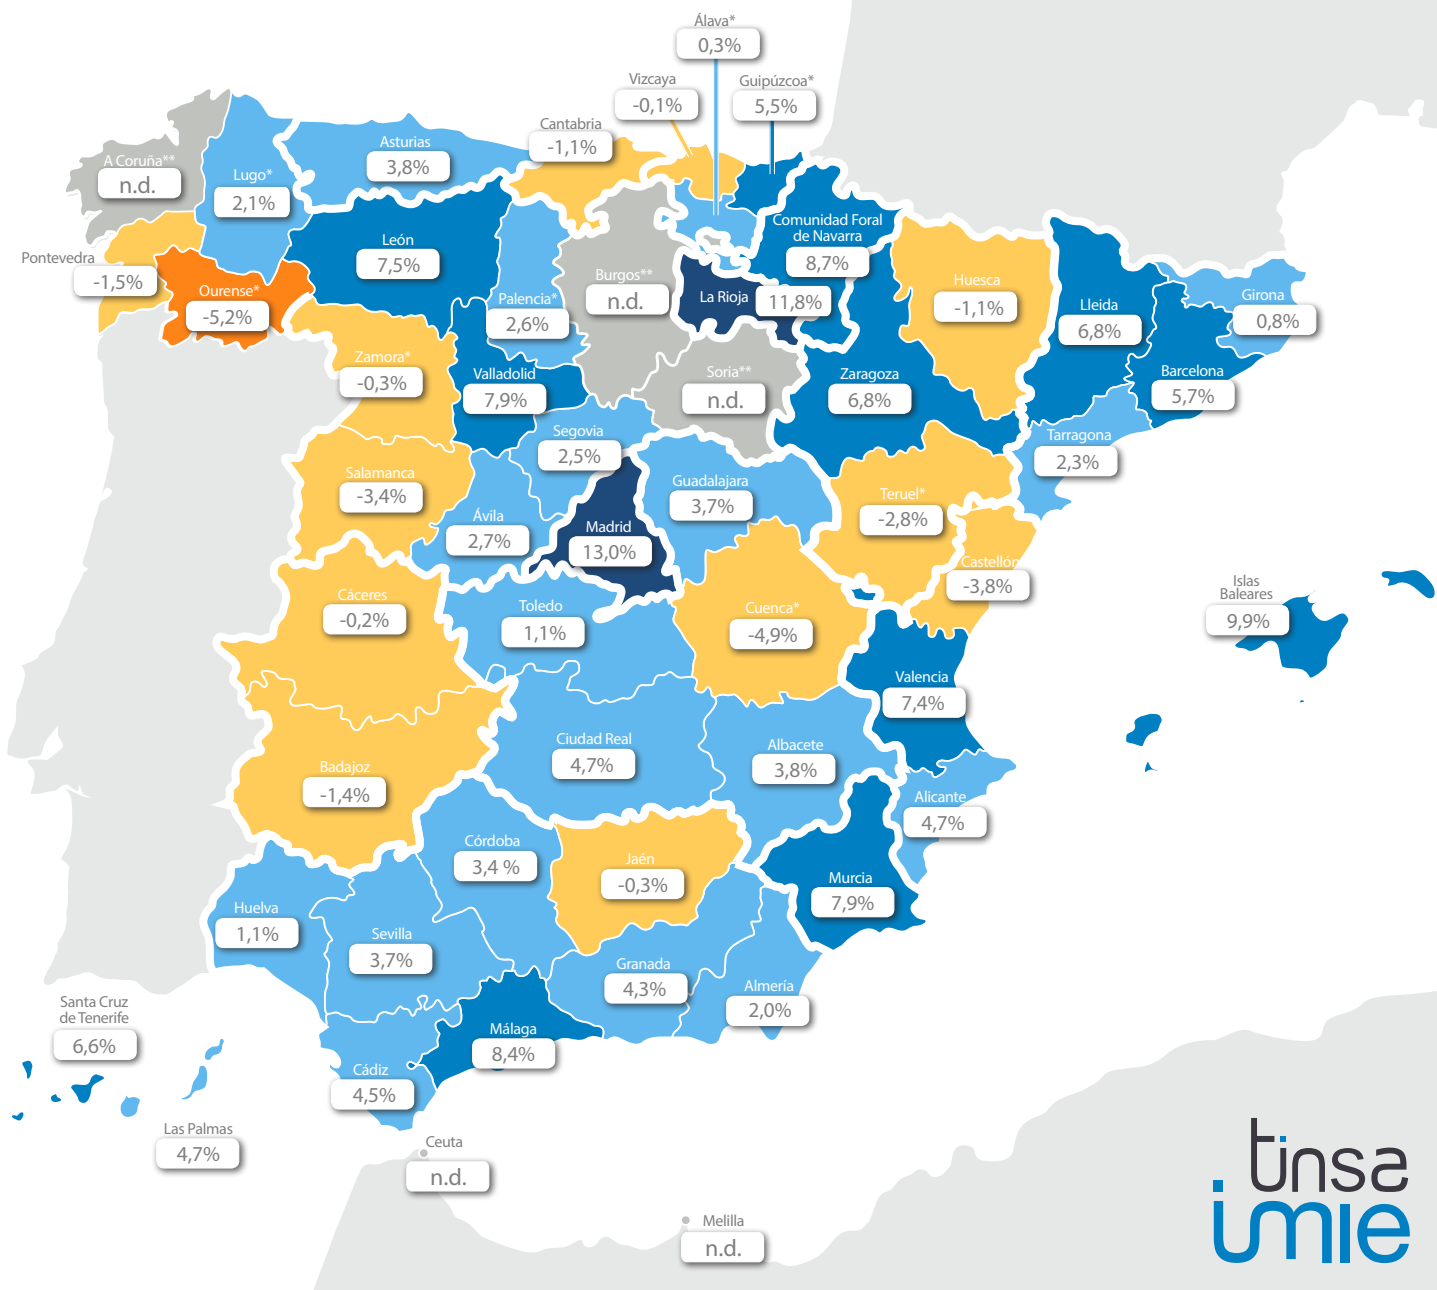 Álava*
0,3%
Vizcaya
-0,1%
Guipúzcoa*
5,5%
Cantabria
-1,1%
Asturias
3,8%
A Coruña**
n.d.
Lugo*
2,1%
Comunidad Foral
de Navarra
8,7%
León
7,5%
Pontevedra
-1,5%
Ourense*
-5,2%
Palencia*
2,6%
Burgos**
n.d.
La Rioja
11,8%
Huesca
-1,1%
Lleida
6,8%
Girona
0,8%
Zamora*
-0,3%
Valladolid
7,9%
Soria**
n.d.
Zaragoza
6,8%
Barcelona
5,7%
Segovia
2,5%
Tarragona
2,3%
Salamanca
-3,4%
Guadalajara
3,7%
Teruel*
-2,8%
Ávila
2,7%
Madrid
13,0%
Castellón
-3,8%
Cáceres
-0,2%
Toledo
1,1%
Cuenca*
-4,9%
Islas
Baleares
9,9%
Valencia
7,4%
Ciudad Real
4,7%
Albacete
3,8%
Badajoz
-1,4%
Alicante
4,7%
Córdoba
3,4 %
Jaén
-0,3%
Murcia
7,9%
Huelva
1,1%
Sevilla
3,7%
Granada
4,3%
Almería
2,0%
Santa Cruz
de Tenerife
6,6%
Málaga
8,4%
Cádiz
4,5%
Las Palmas
4,7%
Ceuta
n.d.
Melilla
n.d.
tinsa
imie